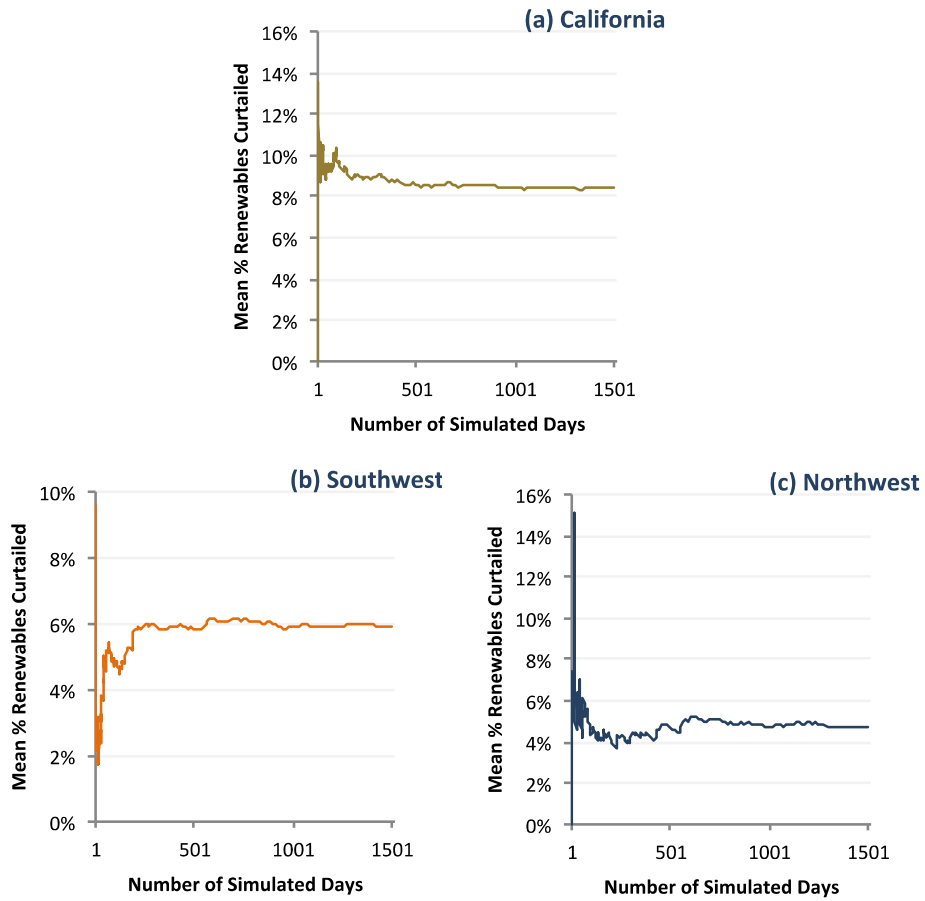 (a) California
16%
14%
12%
10%
8%
6%
4%
2%
0%
Mean % Renewables Curtailed
1 501 1001 1501
Number of Simulated Days
(b) Southwest
10%
8%
6%
4%
2%
0%
Mean % Renewables Curtailed
1 501 1001 1501
Number of Simulated Days
(c) Northwest
16%
14%
12%
10%
8%
6%
4%
2%
0%
Mean % Renewables Curtailed
1 501 1001 1501
Number of Simulated Days